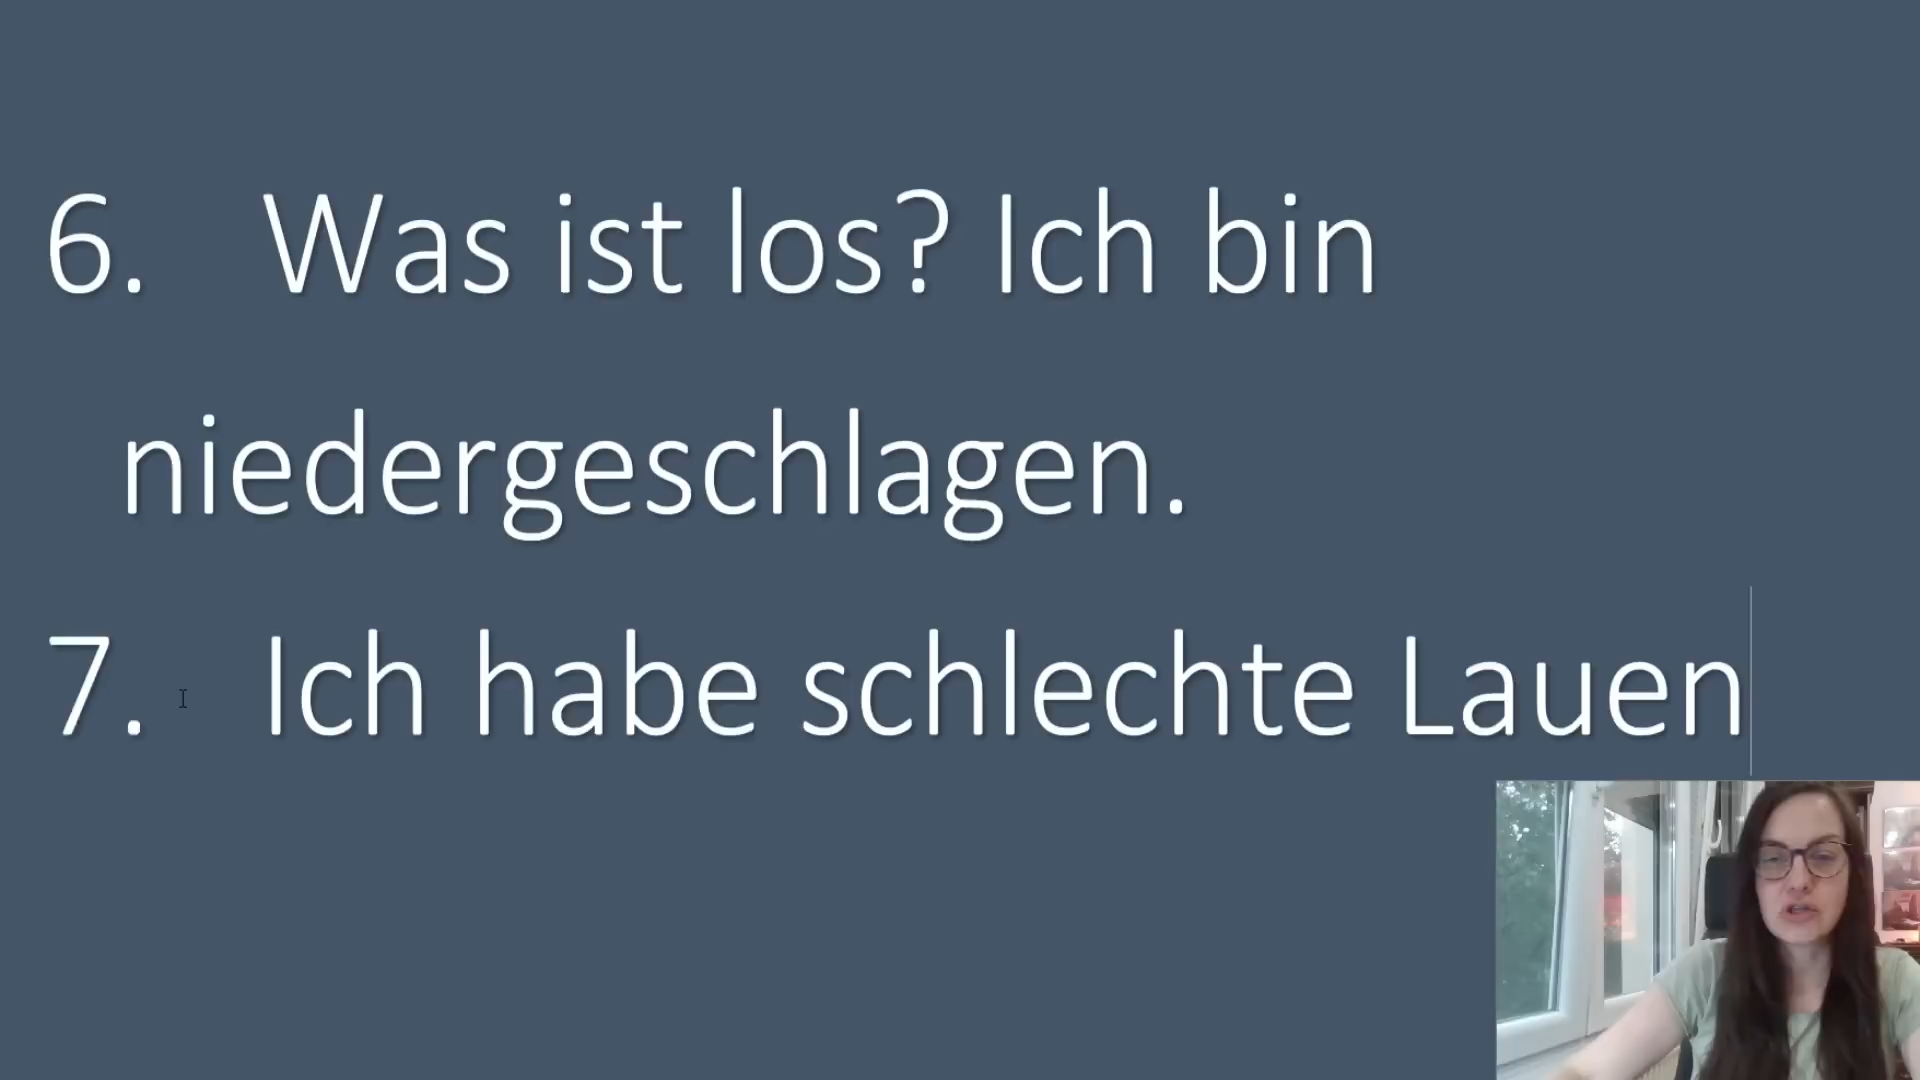 6. Was ist los? Ich bin
niedergeschlagen.
7. Ich habe schlechte Lauen